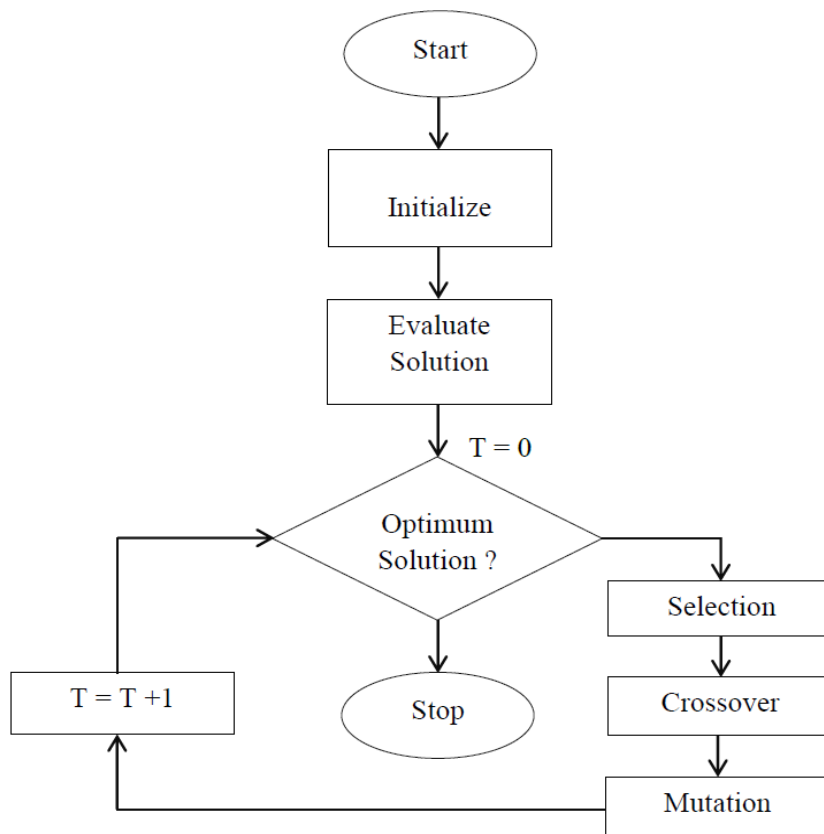 Start
Initialize
Evaluate
Solution
T = 0
Optimum
Solution ?
Selection
Crossover
Mutation
T = T +1
Stop